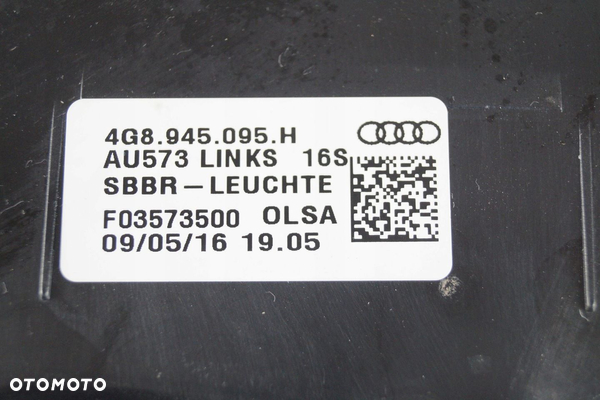 4G8.945.095.H
AU573 LINKS 16S
SBBR-LEUCHTE
F03573500 OLSA
09/05/16 19.05
OTOMOTO